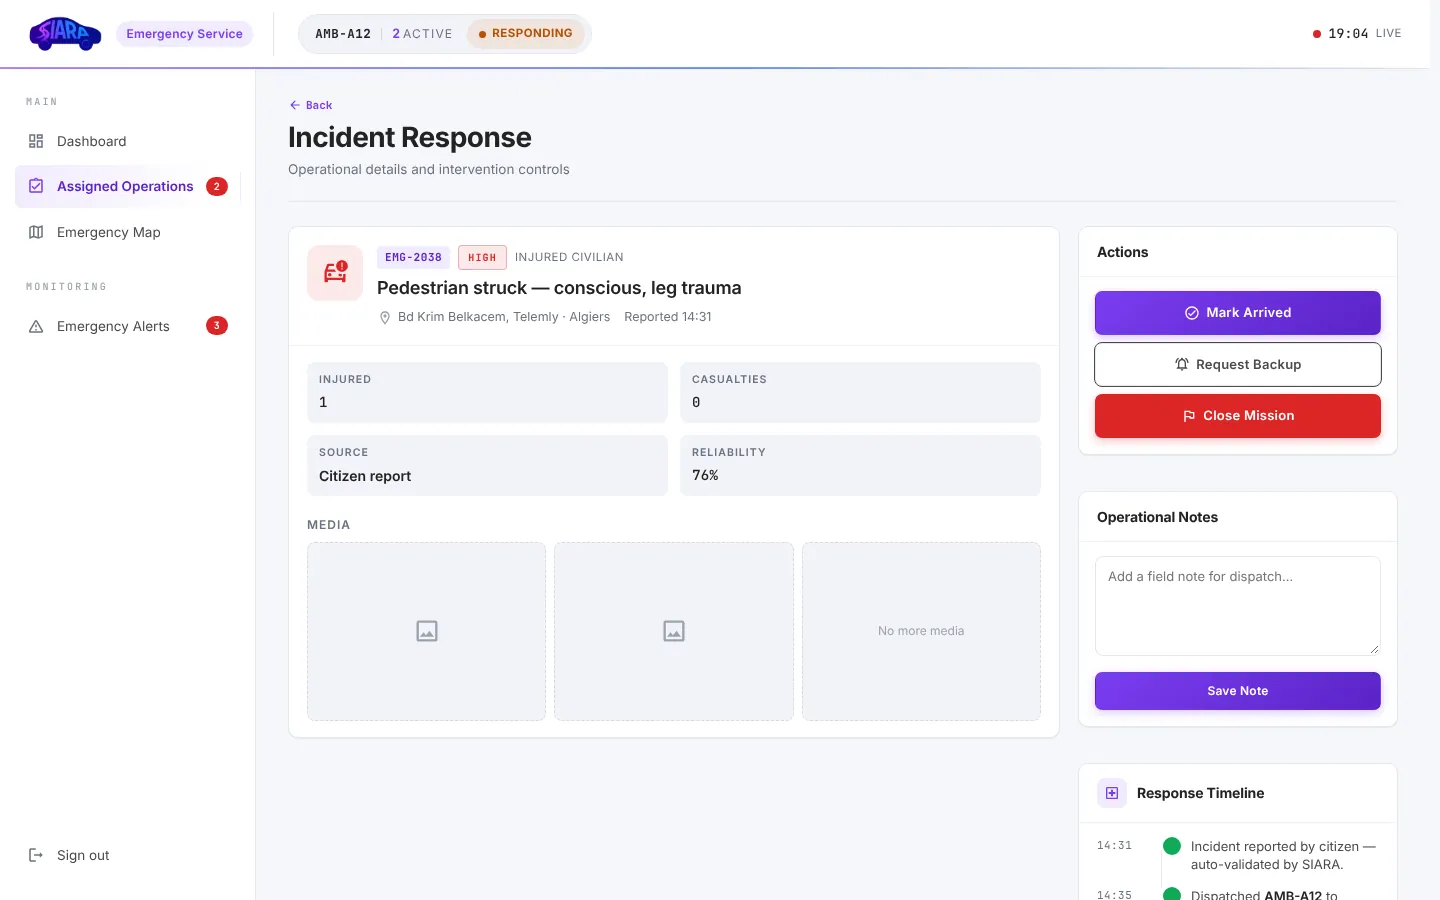 SIARA
Emergency Service
AMB-A12
2 ACTIVE
RESPONDING
19:04 LIVE
MAIN
Dashboard
Assigned Operations 2
Emergency Map
MONITORING
Emergency Alerts 3
Sign out
Back
Incident Response
Operational details and intervention controls
EMG-2038 HIGH INJURED CIVILIAN
Pedestrian struck — conscious, leg trauma
Bd Krim Belkacem, Telemly · Algiers Reported 14:31
INJURED
1
CASUALTIES
0
SOURCE
Citizen report
RELIABILITY
76%
MEDIA
No more media
Actions
Mark Arrived
Request Backup
Close Mission
Operational Notes
Add a field note for dispatch...
Save Note
Response Timeline
14:31 Incident reported by citizen —
auto-validated by SIARA.
14:35 Dispatched AMB-A12 to